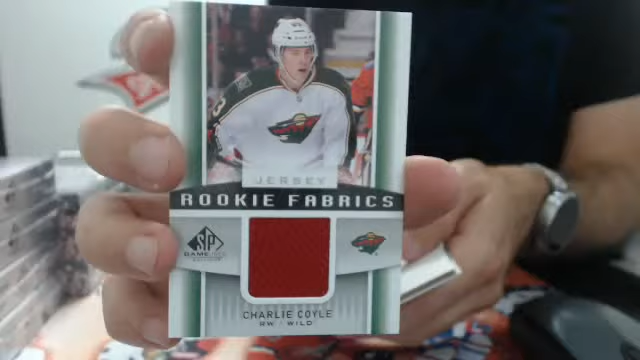 JERSEY
ROOKIE FABRICS
SP
GAME USED
CHARLIE COYLE
RW WILD